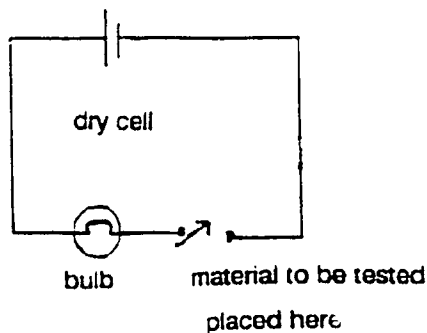 dry cell
bulb
material to be tested
placed here